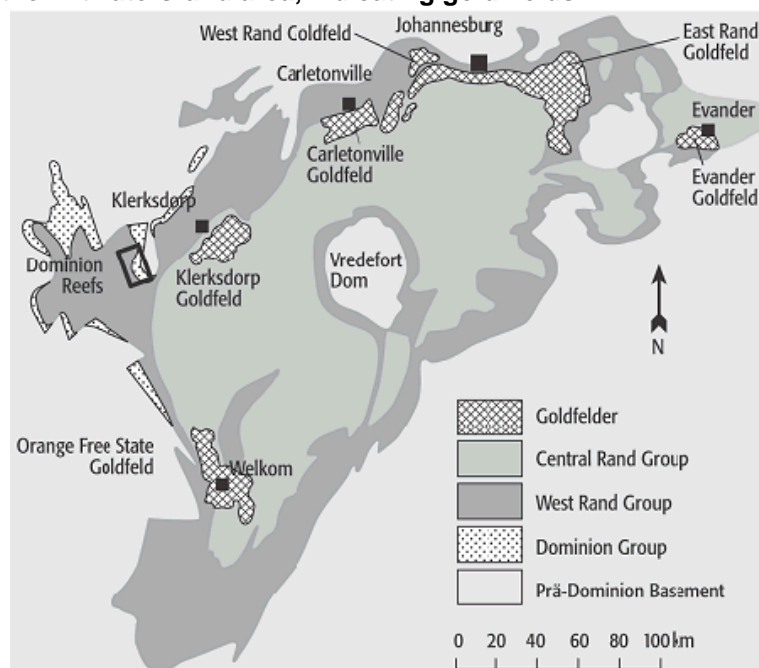 Johannesburg
West Rand Coldfeld
East Rand
Goldfeld
Carletonville
Evander
Carletonville
Goldfeld
Evander
Goldfeld
Klerksdorp
Dominion
Reefs
Klerksdorp
Goldfeld
Vredefort
Dom
N
Orange Free State
Goldfeld
Welkom
Goldfelder
Central Rand Group
West Rand Group
Dominion Group
Prä-Dominion Basement
0 20 40 60 80 100km